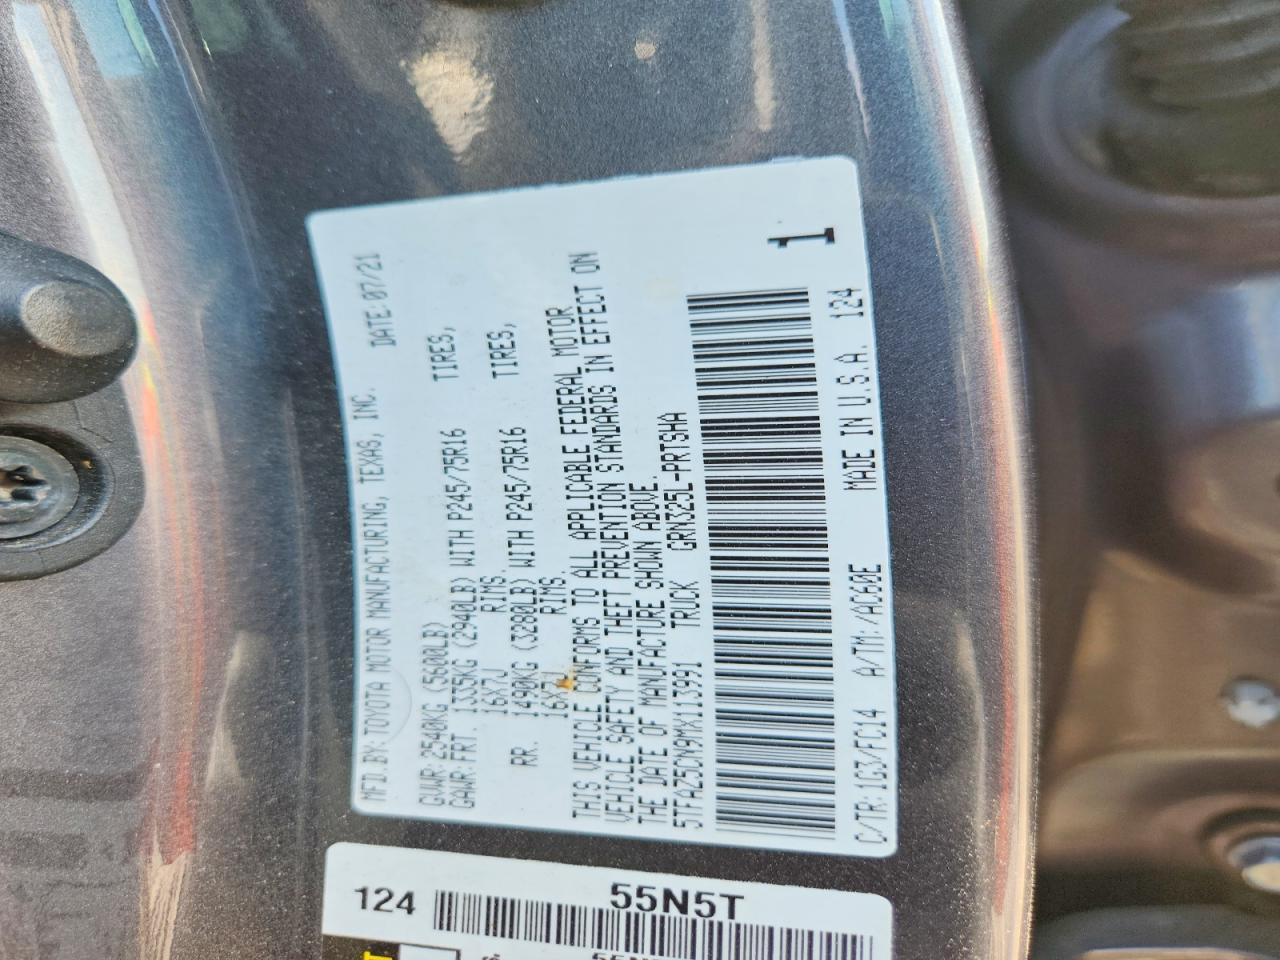 MFD.BY:TOYOTA MOTOR MANUFACTURING, TEXAS, INC. DATE:07/21
GVWR:2540KG (5600LB)
GAWR:FRT. 1335KG (2940LB) WITH P245/75R16 TIRES,
16X7J RIMS.
RR. 1490KG (3280LB) WITH P245/75R16 TIRES,
16X7J RIMS.
THIS VEHICLE CONFORMS TO ALL APPLICABLE FEDERAL MOTOR
VEHICLE SAFETY AND THEFT PREVENTION STANDARDS IN EFFECT ON
THE DATE OF MANUFACTURE SHOWN ABOVE.
5TFAZ5CN9MX113991 TRUCK GRN325L-PRTSHA
1
C/TR:1G3/FC14 A/TM:/AC60E MADE IN U.S.A. 124
124 55N5T